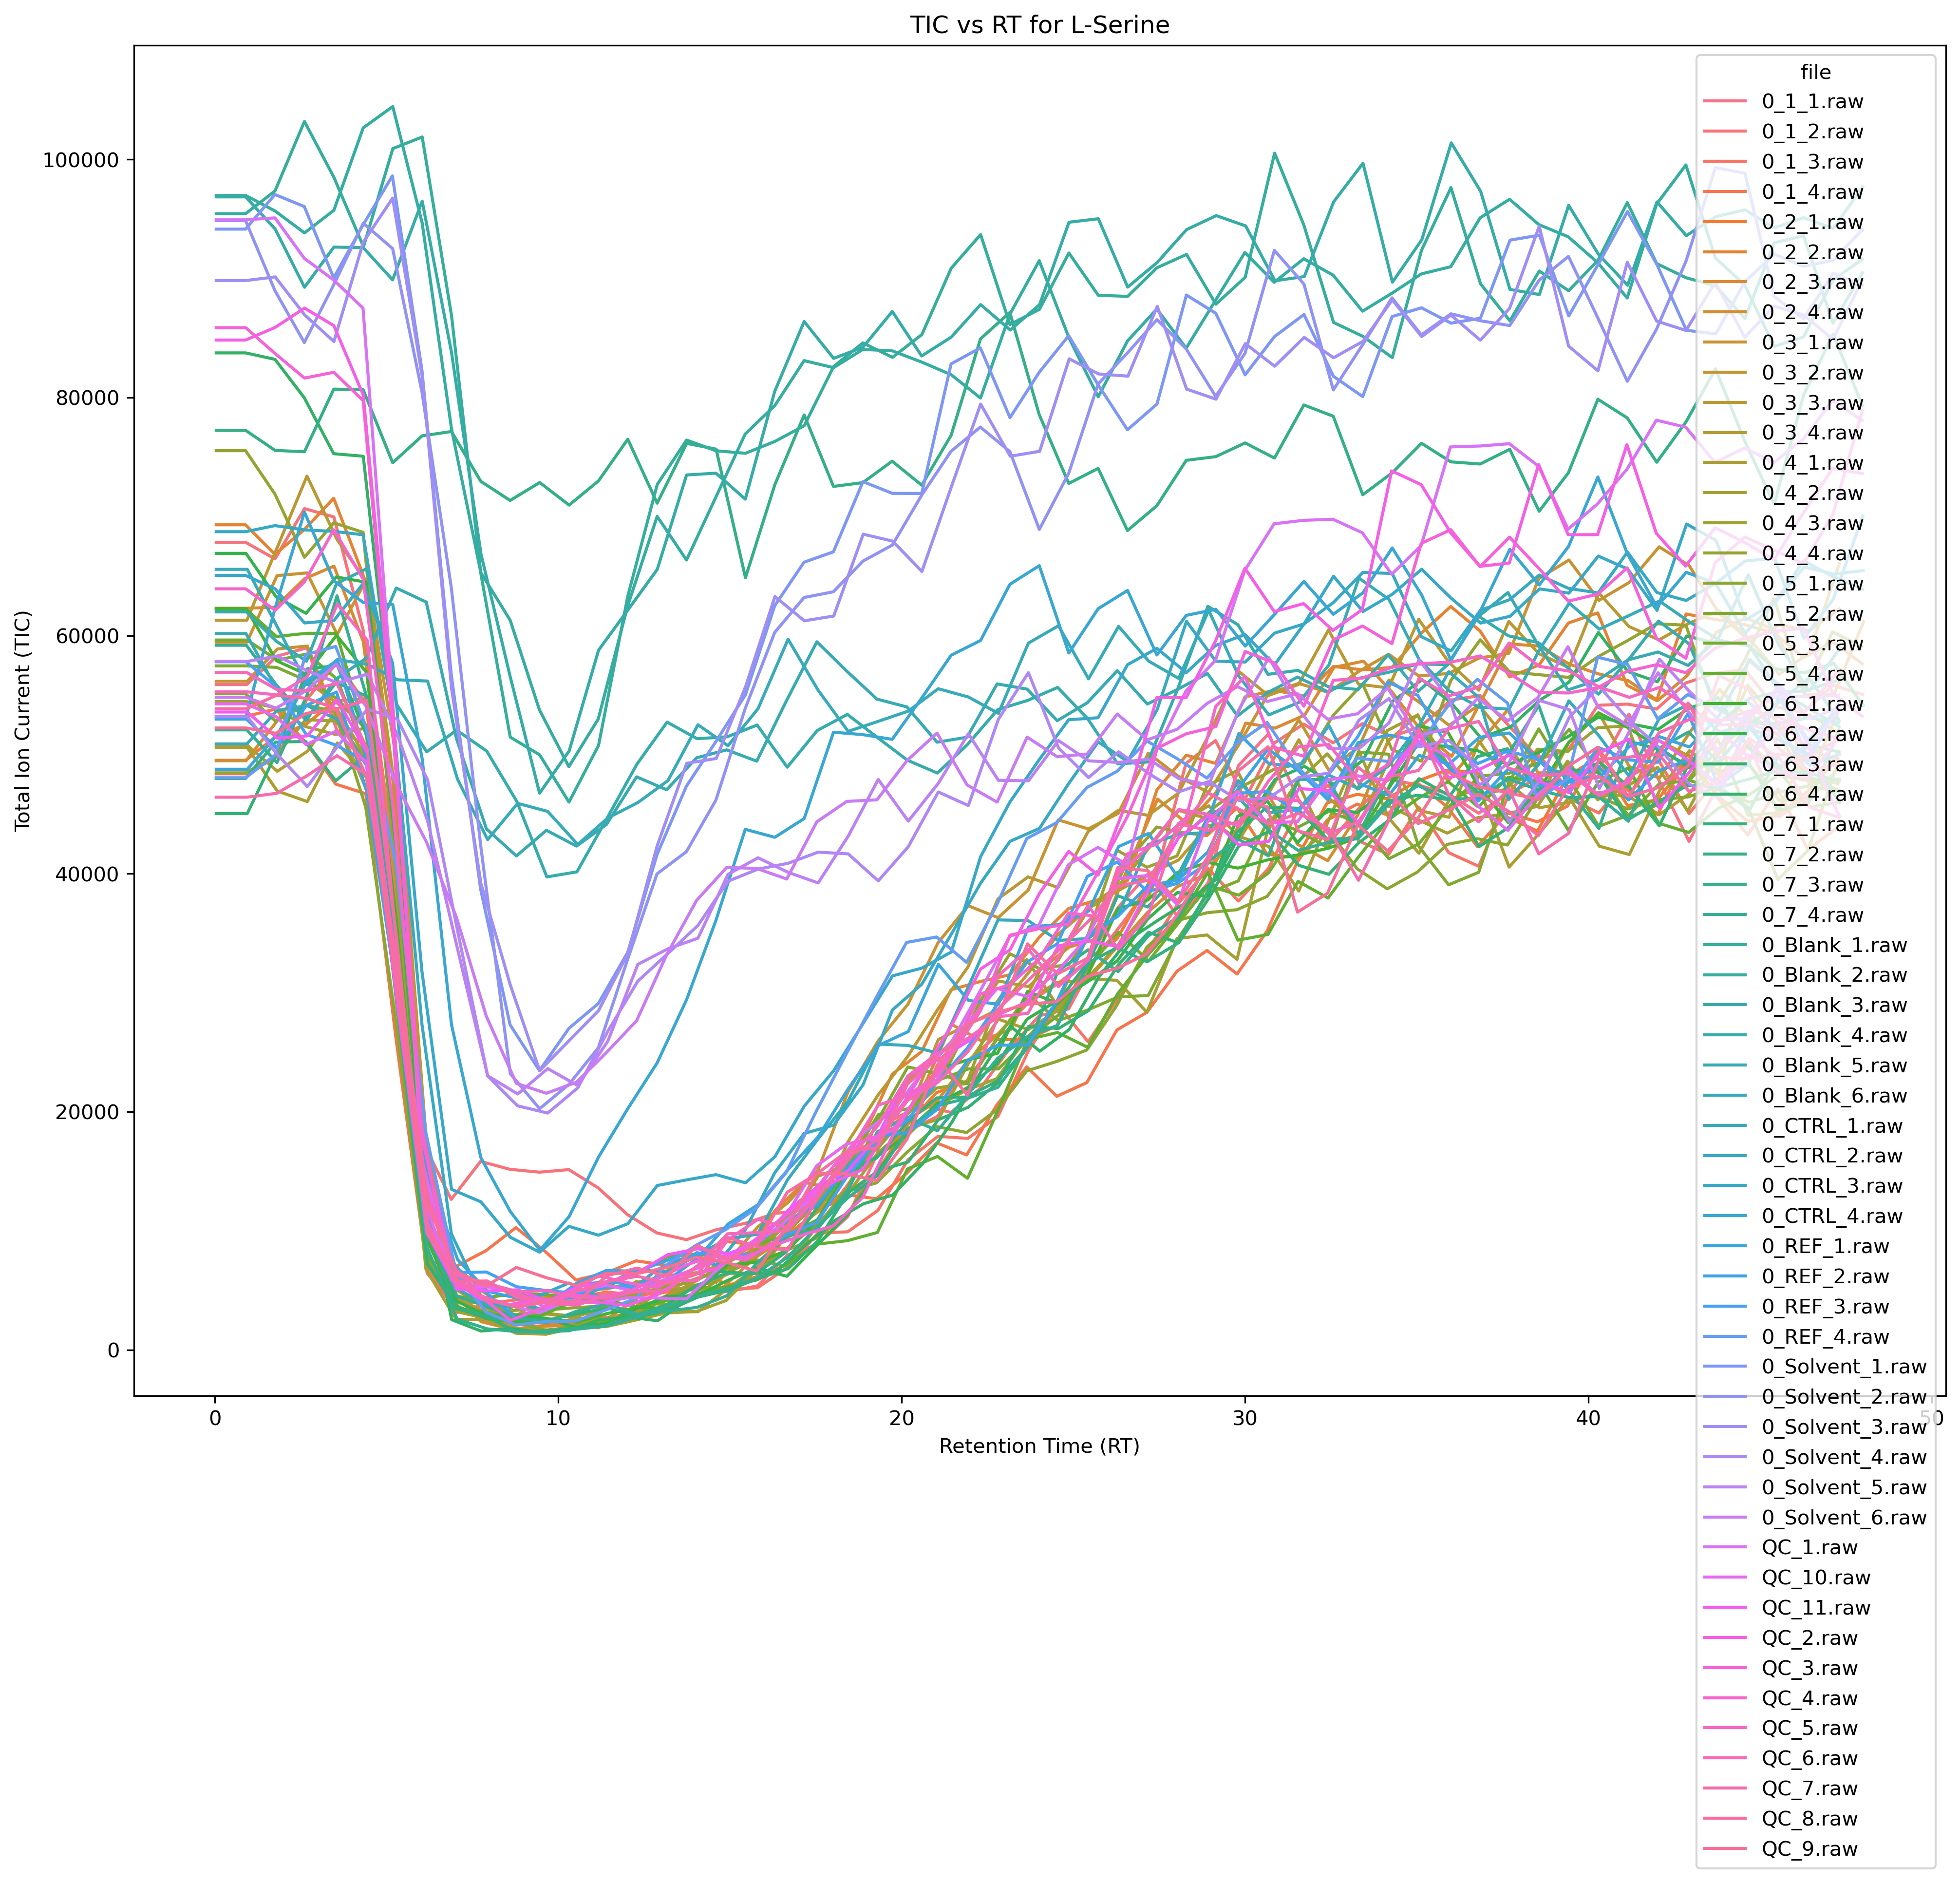 TIC vs RT for L-Serine
Total Ion Current (TIC)
100000
80000
60000
40000
20000
0
0
10
20
30
40
50
Retention Time (RT)
file
0_1_1.raw
0_1_2.raw
0_1_3.raw
0_1_4.raw
0_2_1.raw
0_2_2.raw
0_2_3.raw
0_2_4.raw
0_3_1.raw
0_3_2.raw
0_3_3.raw
0_3_4.raw
0_4_1.raw
0_4_2.raw
0_4_3.raw
0_4_4.raw
0_5_1.raw
0_5_2.raw
0_5_3.raw
0_5_4.raw
0_6_1.raw
0_6_2.raw
0_6_3.raw
0_6_4.raw
0_7_1.raw
0_7_2.raw
0_7_3.raw
0_7_4.raw
0_Blank_1.raw
0_Blank_2.raw
0_Blank_3.raw
0_Blank_4.raw
0_Blank_5.raw
0_Blank_6.raw
0_CTRL_1.raw
0_CTRL_2.raw
0_CTRL_3.raw
0_CTRL_4.raw
0_REF_1.raw
0_REF_2.raw
0_REF_3.raw
0_REF_4.raw
0_Solvent_1.raw
0_Solvent_2.raw
0_Solvent_3.raw
0_Solvent_4.raw
0_Solvent_5.raw
0_Solvent_6.raw
QC_1.raw
QC_10.raw
QC_11.raw
QC_2.raw
QC_3.raw
QC_4.raw
QC_5.raw
QC_6.raw
QC_7.raw
QC_8.raw
QC_9.raw